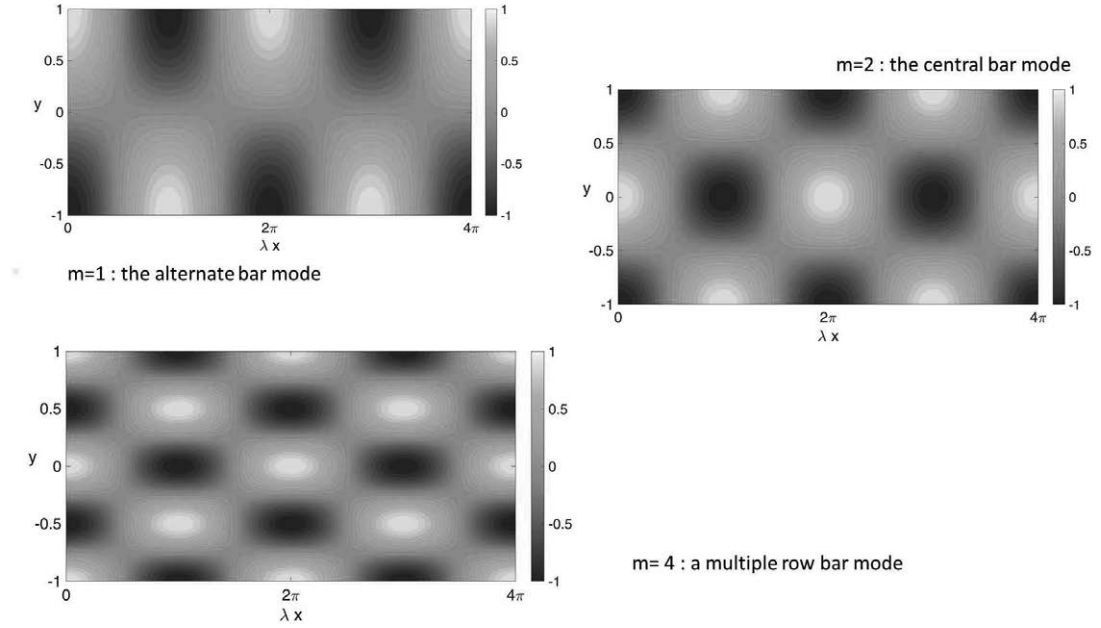 1
0.5
y
0
-0.5
-1
0
2π
4π
λ x
1
0.5
0
-0.5
-1
m=1 : the alternate bar mode
m=2 : the central bar mode
1
0.5
y
0
-0.5
-1
0
2π
4π
λ x
1
0.5
0
-0.5
-1
1
0.5
y
0
-0.5
-1
0
2π
4π
λ x
1
0.5
0
-0.5
-1
m= 4 : a multiple row bar mode